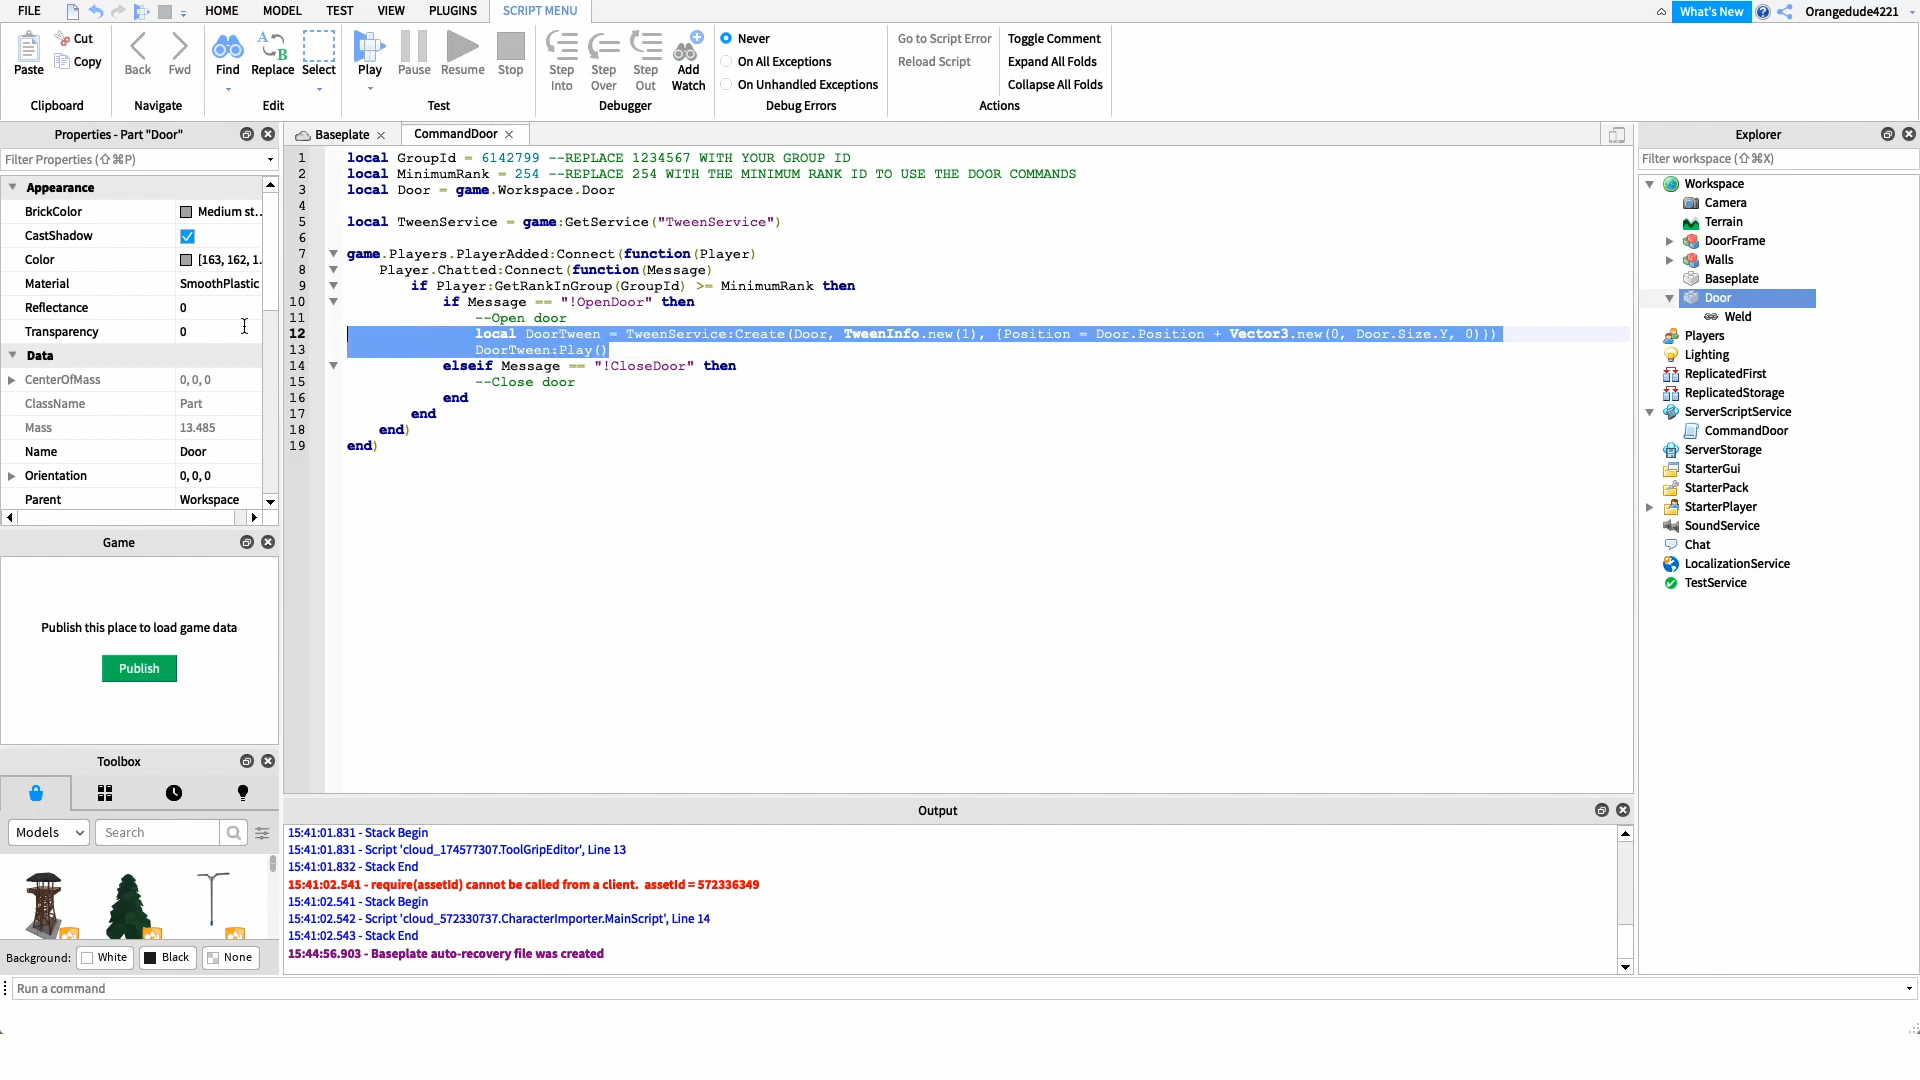 FILE HOME MODEL TEST VIEW PLUGINS SCRIPT MENU What's New Orangedude4221
Paste Cut Copy Back Fwd Find Replace Select Play Pause Resume Stop Step Into Step Over Step Out Add Watch
Never
On All Exceptions
On Unhandled Exceptions
Go to Script Error
Reload Script
Toggle Comment
Expand All Folds
Collapse All Folds
Clipboard Navigate Edit Test Debugger Debug Errors Actions
Properties - Part "Door"
Filter Properties (⇧⌘P)
Appearance
BrickColor Medium st...
CastShadow
Color [163, 162, 1...
Material SmoothPlastic
Reflectance 0
Transparency 0
Data
CenterOfMass 0, 0, 0
ClassName Part
Mass 13.485
Name Door
Orientation 0, 0, 0
Parent Workspace
Game
Publish this place to load game data
Publish
Toolbox
Models Search
Background: White Black None
Baseplate CommandDoor
1 local GroupId = 6142799 --REPLACE 1234567 WITH YOUR GROUP ID
2 local MinimumRank = 254 --REPLACE 254 WITH THE MINIMUM RANK ID TO USE THE DOOR COMMANDS
3 local Door = game.Workspace.Door
4
5 local TweenService = game:GetService("TweenService")
6
7 game.Players.PlayerAdded:Connect(function(Player)
8 Player.Chatted:Connect(function(Message)
9 if Player:GetRankInGroup(GroupId) >= MinimumRank then
10 if Message == "!OpenDoor" then
11 --Open door
12 local DoorTween = TweenService:Create(Door, TweenInfo.new(1), {Position = Door.Position + Vector3.new(0, Door.Size.Y, 0)})
13 DoorTween:Play()
14 elseif Message == "!CloseDoor" then
15 --Close door
16 end
17 end
18 end)
19 end)
Output
15:41:01.831 - Stack Begin
15:41:01.831 - Script 'cloud_174577307.ToolGripEditor', Line 13
15:41:01.832 - Stack End
15:41:02.541 - require(assetId) cannot be called from a client. assetId = 572336349
15:41:02.541 - Stack Begin
15:41:02.542 - Script 'cloud_572330737.CharacterImporter.MainScript', Line 14
15:41:02.543 - Stack End
15:44:56.903 - Baseplate auto-recovery file was created
Explorer
Filter workspace (⇧⌘X)
Workspace
Camera
Terrain
DoorFrame
Walls
Baseplate
Door
Weld
Players
Lighting
ReplicatedFirst
ReplicatedStorage
ServerScriptService
CommandDoor
ServerStorage
StarterGui
StarterPack
StarterPlayer
SoundService
Chat
LocalizationService
TestService
Run a command